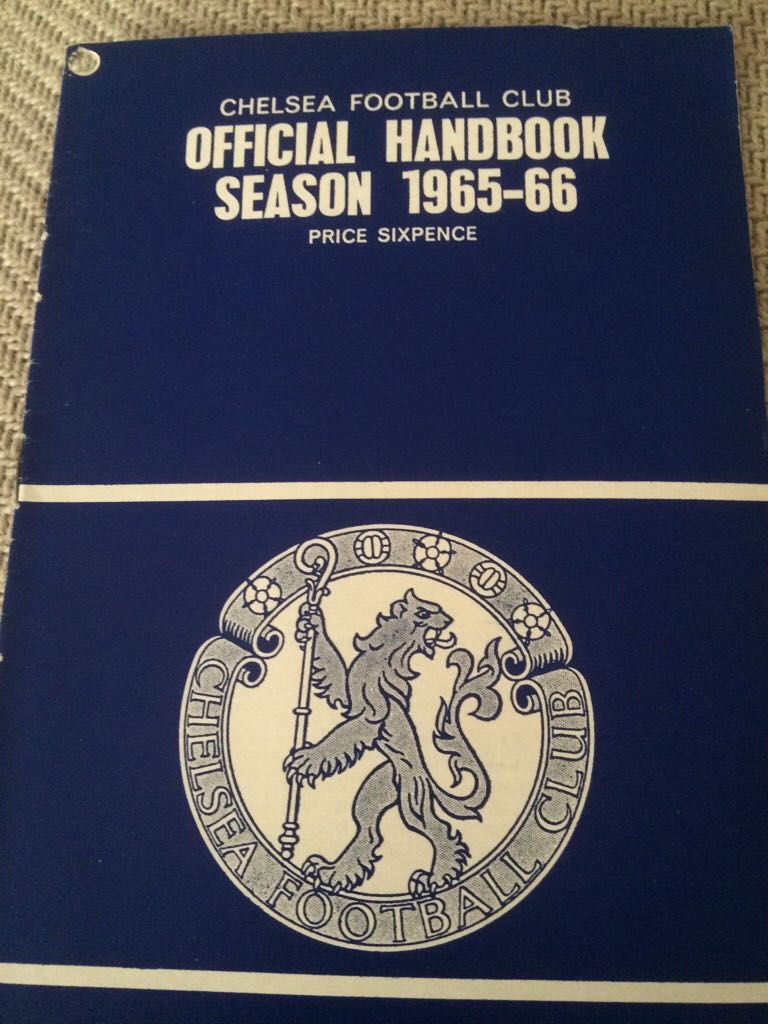 CHELSEA FOOTBALL CLUB
OFFICIAL HANDBOOK
SEASON 1965-66
PRICE SIXPENCE
CHELSEA FOOTBALL CLUB